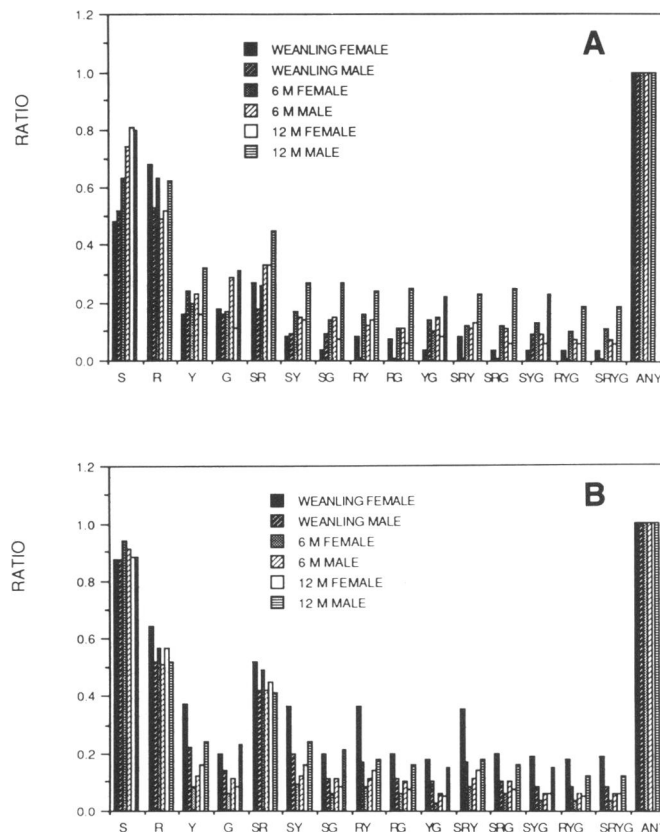 A
1.2
1.0
0.8
0.6
0.4
0.2
0.0
RATIO
WEANLING FEMALE
WEANLING MALE
6 M FEMALE
6 M MALE
12 M FEMALE
12 M MALE
S R Y G SR SY SG RY RG YG SRY SRG SYG RYG SRYG ANY
B
1.2
1.0
0.8
0.6
0.4
0.2
0.0
RATIO
WEANLING FEMALE
WEANLING MALE
6 M FEMALE
6 M MALE
12 M FEMALE
12 M MALE
S R Y G SR SY SG RY RG YG SRY SRG SYG RYG SRYG ANY